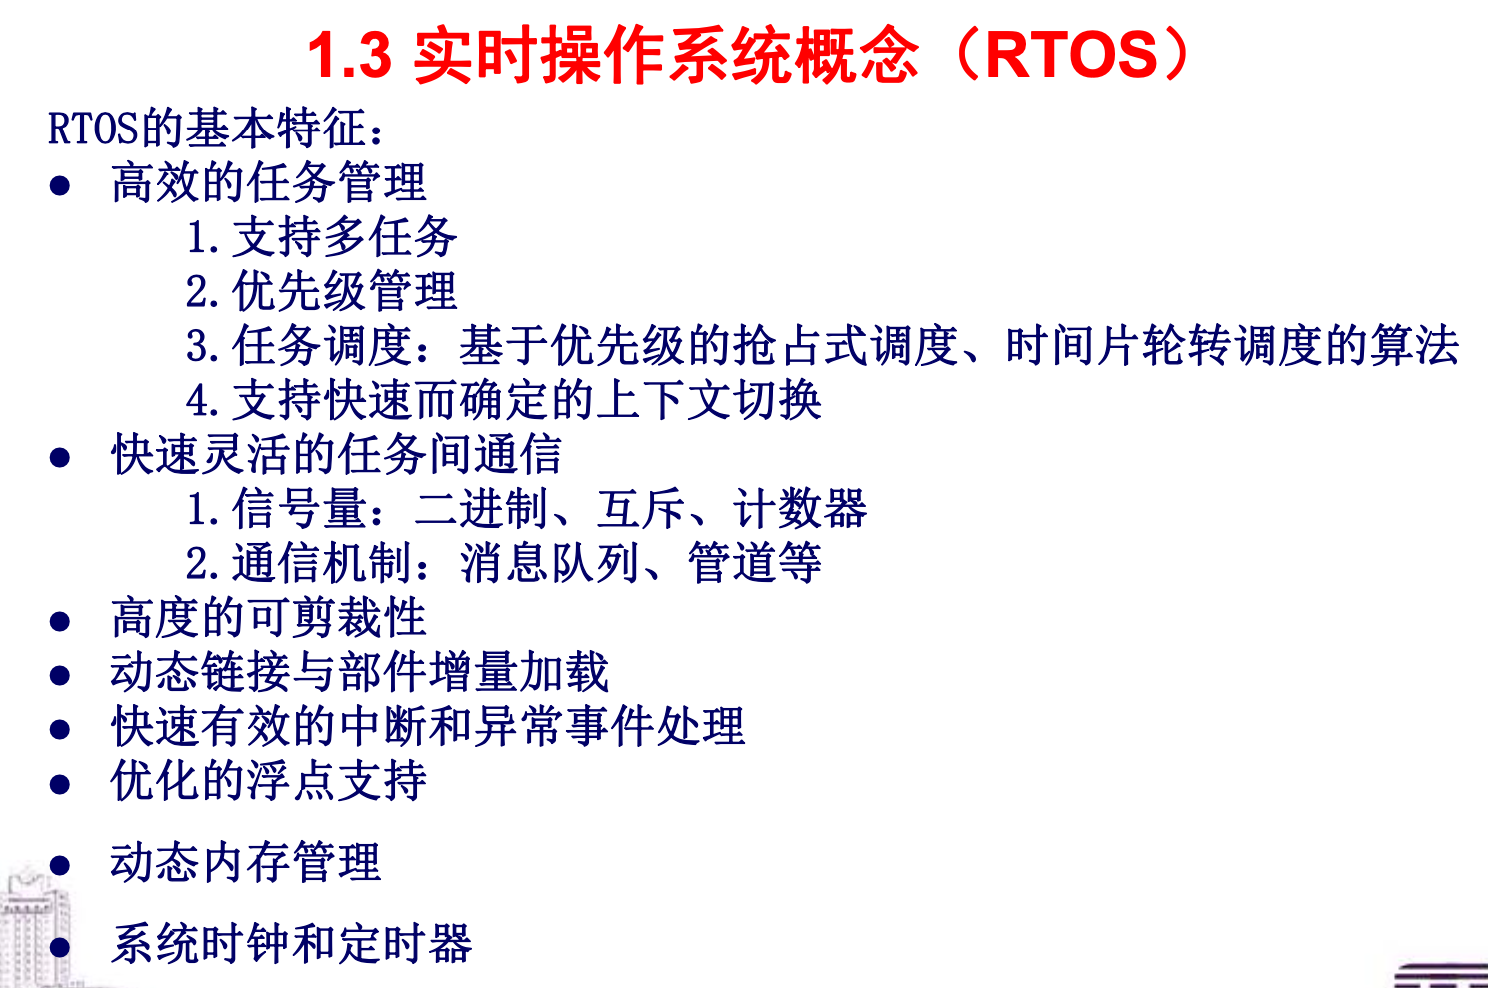 1.3 实时操作系统概念（RTOS）
RTOS的基本特征：
● 高效的任务管理
1.支持多任务
2.优先级管理
3.任务调度：基于优先级的抢占式调度、时间片轮转调度的算法
4.支持快速而确定的上下文切换
● 快速灵活的任务间通信
1.信号量：二进制、互斥、计数器
2.通信机制：消息队列、管道等
● 高度的可剪裁性
● 动态链接与部件增量加载
● 快速有效的中断和异常事件处理
● 优化的浮点支持
● 动态内存管理
● 系统时钟和定时器